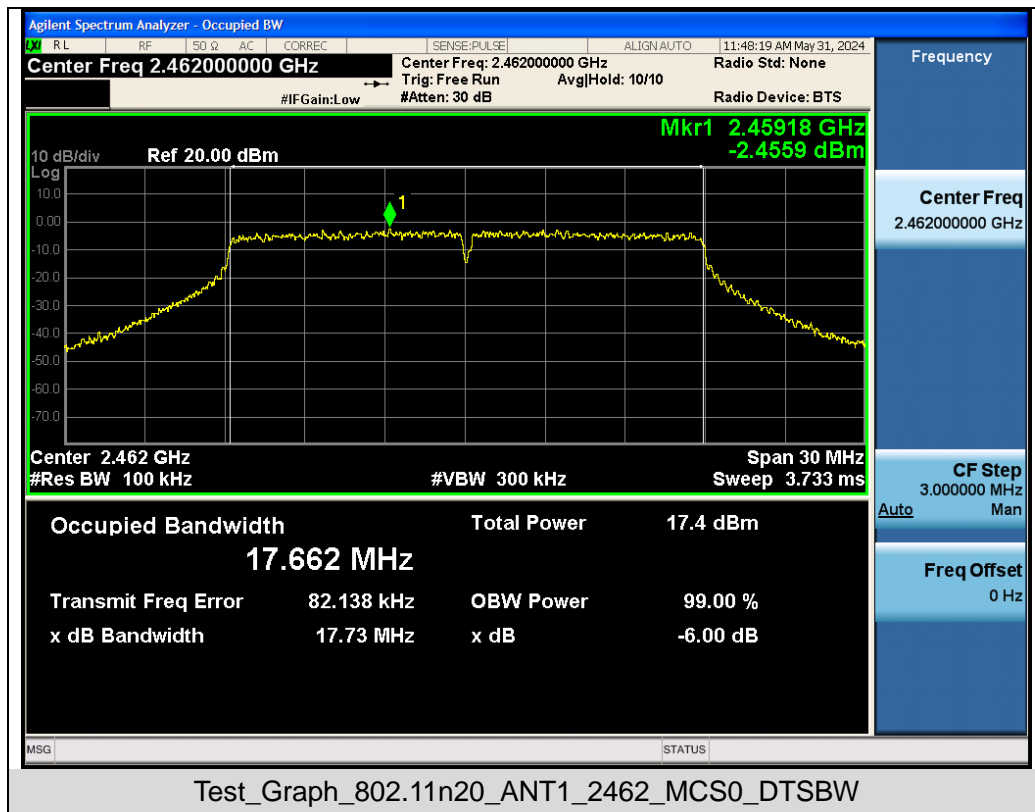 Agilent Spectrum Analyzer - Occupied BW
LXI RL RF 50 Ω AC CORREC SENSE:PULSE ALIGN AUTO 11:48:19 AM May 31, 2024
Center Freq 2.462000000 GHz
Center Freq: 2.462000000 GHz
Radio Std: None
Trig: Free Run Avg|Hold: 10/10
#IFGain:Low #Atten: 30 dB Radio Device: BTS
Mkr1 2.45918 GHz
-2.4559 dBm
10 dB/div Ref 20.00 dBm
Log
10.0
0.00
-10.0
-20.0
-30.0
-40.0
-50.0
-60.0
-70.0
1
Center 2.462 GHz Span 30 MHz
#Res BW 100 kHz #VBW 300 kHz Sweep 3.733 ms
Occupied Bandwidth Total Power 17.4 dBm
17.662 MHz
Transmit Freq Error 82.138 kHz OBW Power 99.00 %
x dB Bandwidth 17.73 MHz x dB -6.00 dB
Frequency
Center Freq
2.462000000 GHz
CF Step
3.000000 MHz
Auto Man
Freq Offset
0 Hz
MSG STATUS
Test_Graph_802.11n20_ANT1_2462_MCS0_DTSBW